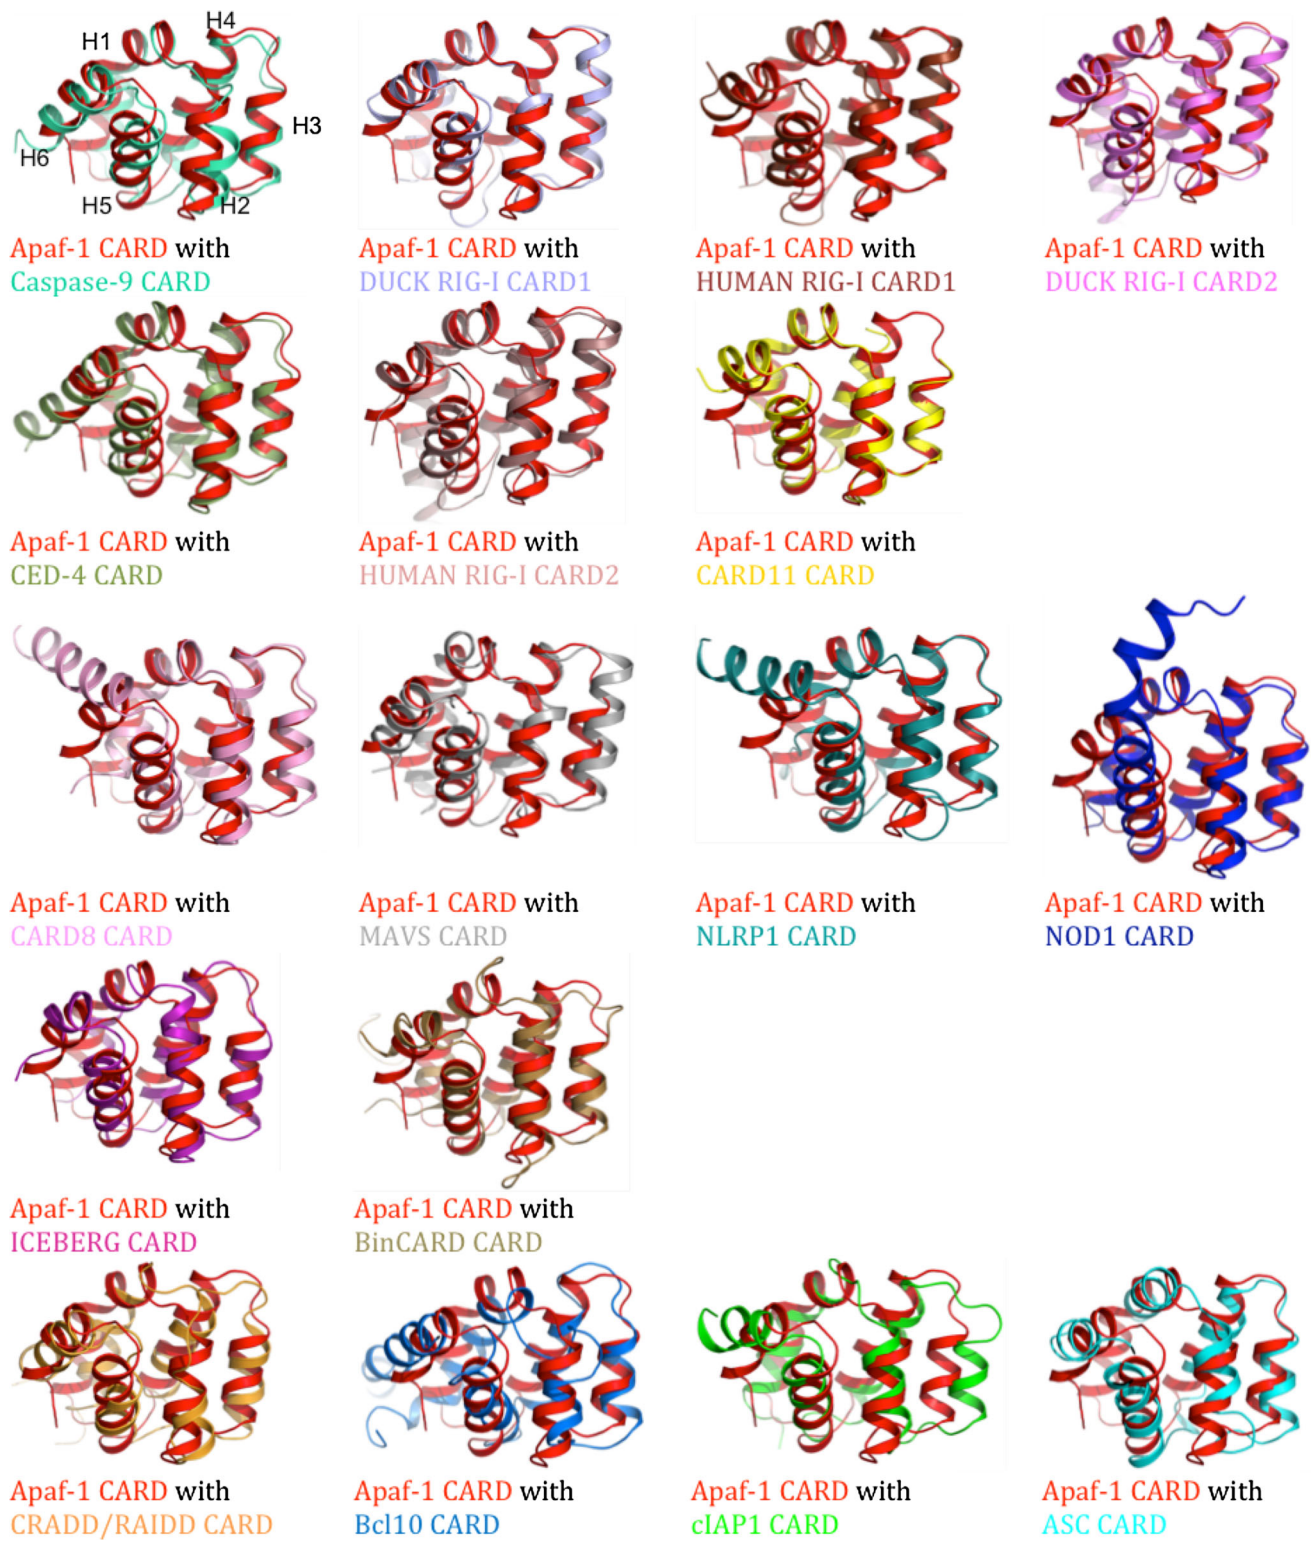 H4
H1
H3
H6
H5
H2
Apaf-1 CARD with
Caspase-9 CARD
Apaf-1 CARD with
DUCK RIG-I CARD1
Apaf-1 CARD with
HUMAN RIG-I CARD1
Apaf-1 CARD with
DUCK RIG-I CARD2
Apaf-1 CARD with
CED-4 CARD
Apaf-1 CARD with
HUMAN RIG-I CARD2
Apaf-1 CARD with
CARD11 CARD
Apaf-1 CARD with
CARD8 CARD
Apaf-1 CARD with
MAVS CARD
Apaf-1 CARD with
NLRP1 CARD
Apaf-1 CARD with
NOD1 CARD
Apaf-1 CARD with
ICEBERG CARD
Apaf-1 CARD with
BinCARD CARD
Apaf-1 CARD with
CRADD/RAIDD CARD
Apaf-1 CARD with
Bcl10 CARD
Apaf-1 CARD with
cIAP1 CARD
Apaf-1 CARD with
ASC CARD